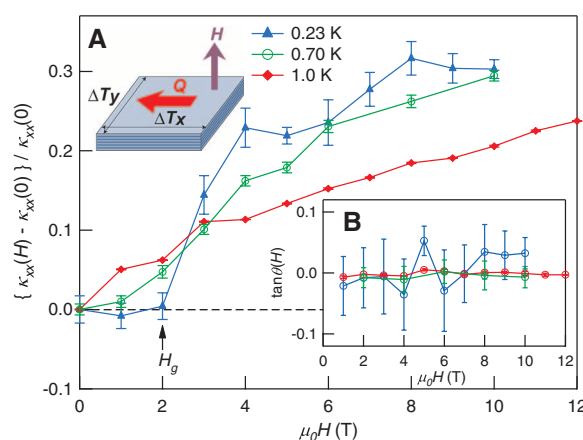 A
H
Q
ΔTy
ΔTx
0.23 K
0.70 K
1.0 K
{ κxx(H) - κxx(0) } / κxx(0)
0.3
0.2
0.1
0.0
-0.1
Hg
0 2 4 6 8 10 12
μ0H (T)
B
tanθ(H)
0.1
0.0
-0.1
0 2 4 6 8 10 12
μ0H (T)